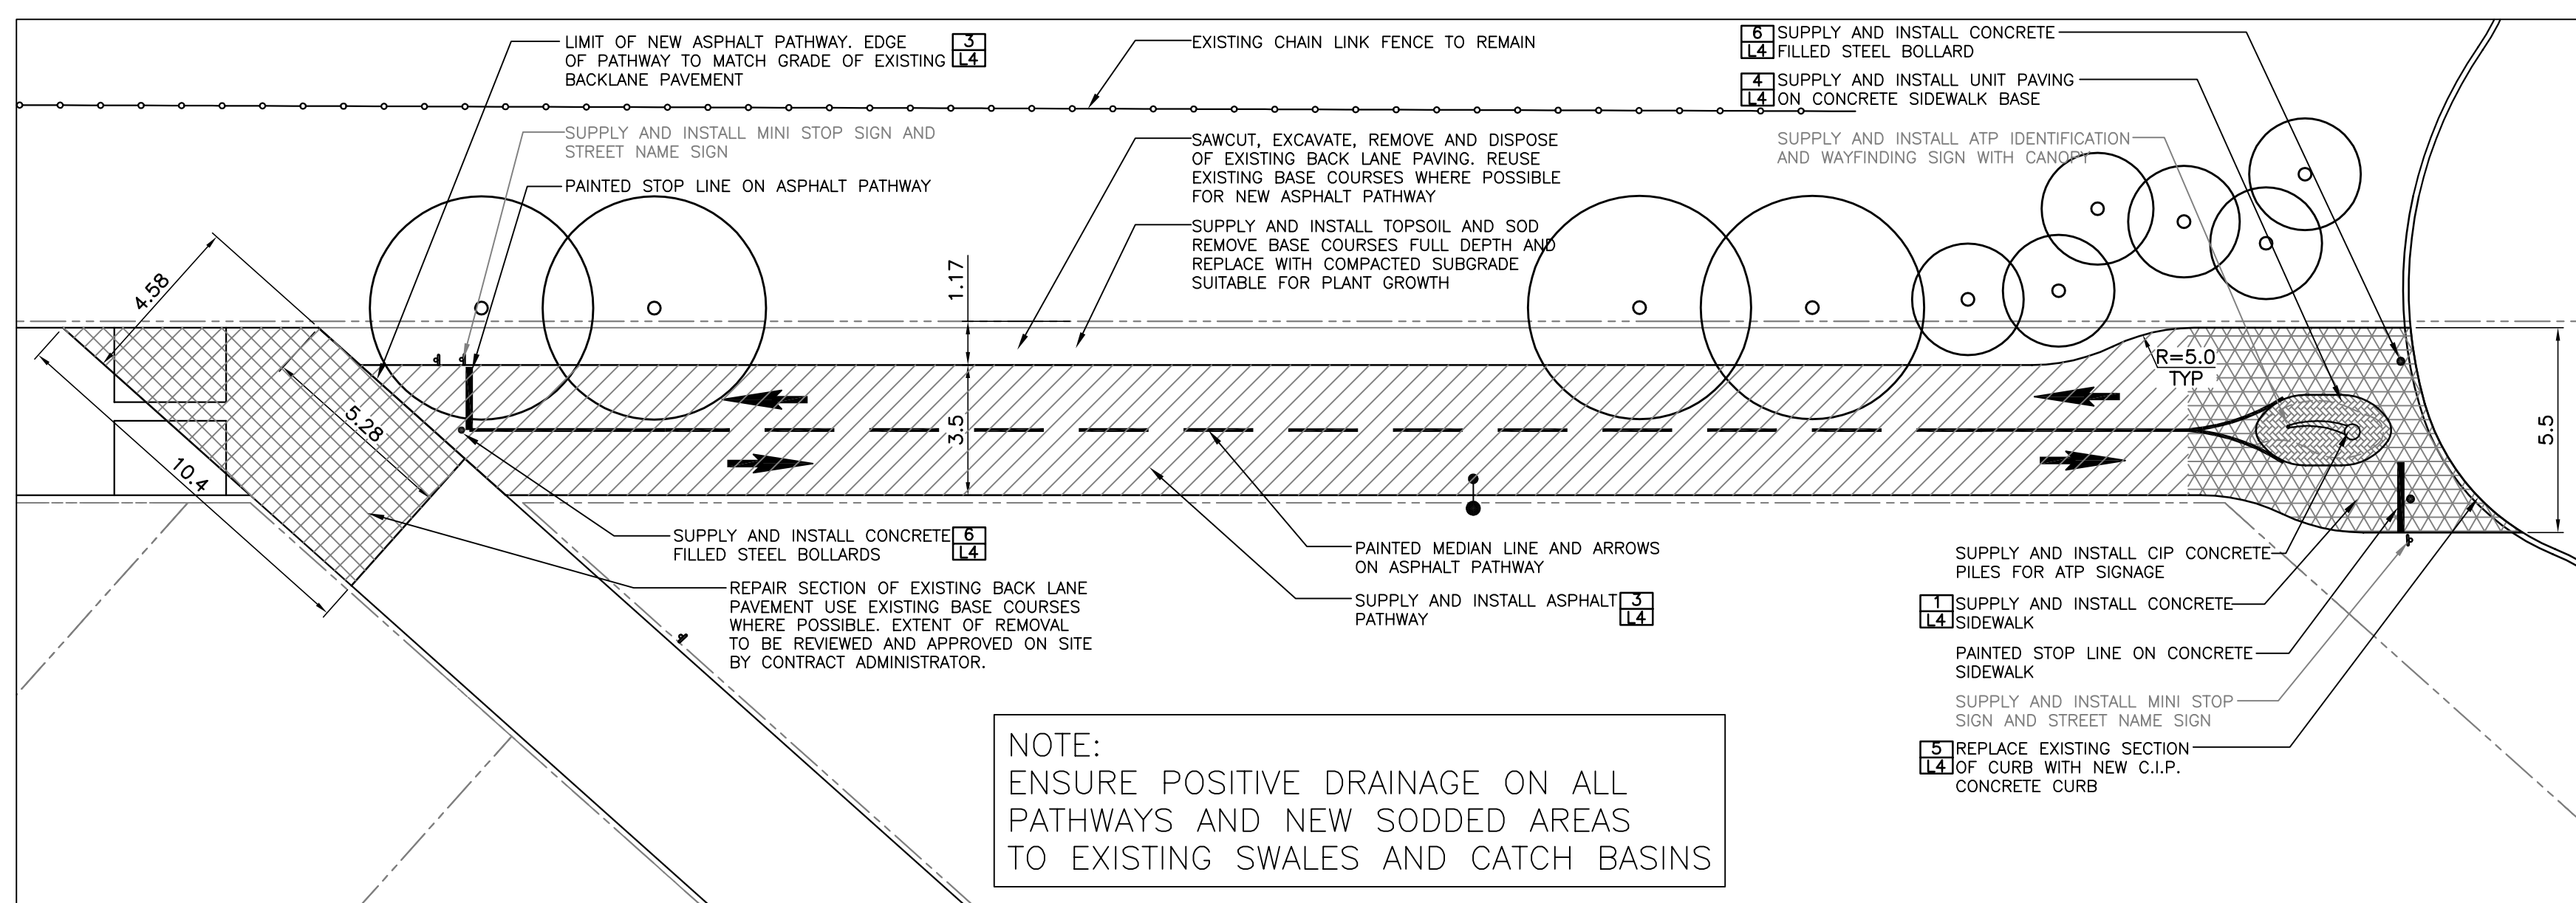 LIMIT OF NEW ASPHALT PATHWAY. EDGE
OF PATHWAY TO MATCH GRADE OF EXISTING
BACKLANE PAVEMENT
3
L4
EXISTING CHAIN LINK FENCE TO REMAIN
6
L4
SUPPLY AND INSTALL CONCRETE
FILLED STEEL BOLLARD
4
L4
SUPPLY AND INSTALL UNIT PAVING
ON CONCRETE SIDEWALK BASE
SUPPLY AND INSTALL MINI STOP SIGN AND
STREET NAME SIGN
PAINTED STOP LINE ON ASPHALT PATHWAY
SAWCUT, EXCAVATE, REMOVE AND DISPOSE
OF EXISTING BACK LANE PAVING. REUSE
EXISTING BASE COURSES WHERE POSSIBLE
FOR NEW ASPHALT PATHWAY
SUPPLY AND INSTALL ATP IDENTIFICATION
AND WAYFINDING SIGN WITH CANOPY
SUPPLY AND INSTALL TOPSOIL AND SOD
REMOVE BASE COURSES FULL DEPTH AND
REPLACE WITH COMPACTED SUBGRADE
SUITABLE FOR PLANT GROWTH
4.58
1.17
R=5.0
TYP
5.28
3.5
5.5
10.4
SUPPLY AND INSTALL CONCRETE
FILLED STEEL BOLLARDS
6
L4
REPAIR SECTION OF EXISTING BACK LANE
PAVEMENT USE EXISTING BASE COURSES
WHERE POSSIBLE. EXTENT OF REMOVAL
TO BE REVIEWED AND APPROVED ON SITE
BY CONTRACT ADMINISTRATOR.
PAINTED MEDIAN LINE AND ARROWS
ON ASPHALT PATHWAY
SUPPLY AND INSTALL ASPHALT
PATHWAY
3
L4
SUPPLY AND INSTALL CIP CONCRETE
PILES FOR ATP SIGNAGE
1
L4
SUPPLY AND INSTALL CONCRETE
SIDEWALK
PAINTED STOP LINE ON CONCRETE
SIDEWALK
SUPPLY AND INSTALL MINI STOP
SIGN AND STREET NAME SIGN
5
L4
REPLACE EXISTING SECTION
OF CURB WITH NEW C.I.P.
CONCRETE CURB
NOTE:
ENSURE POSITIVE DRAINAGE ON ALL
PATHWAYS AND NEW SODDED AREAS
TO EXISTING SWALES AND CATCH BASINS